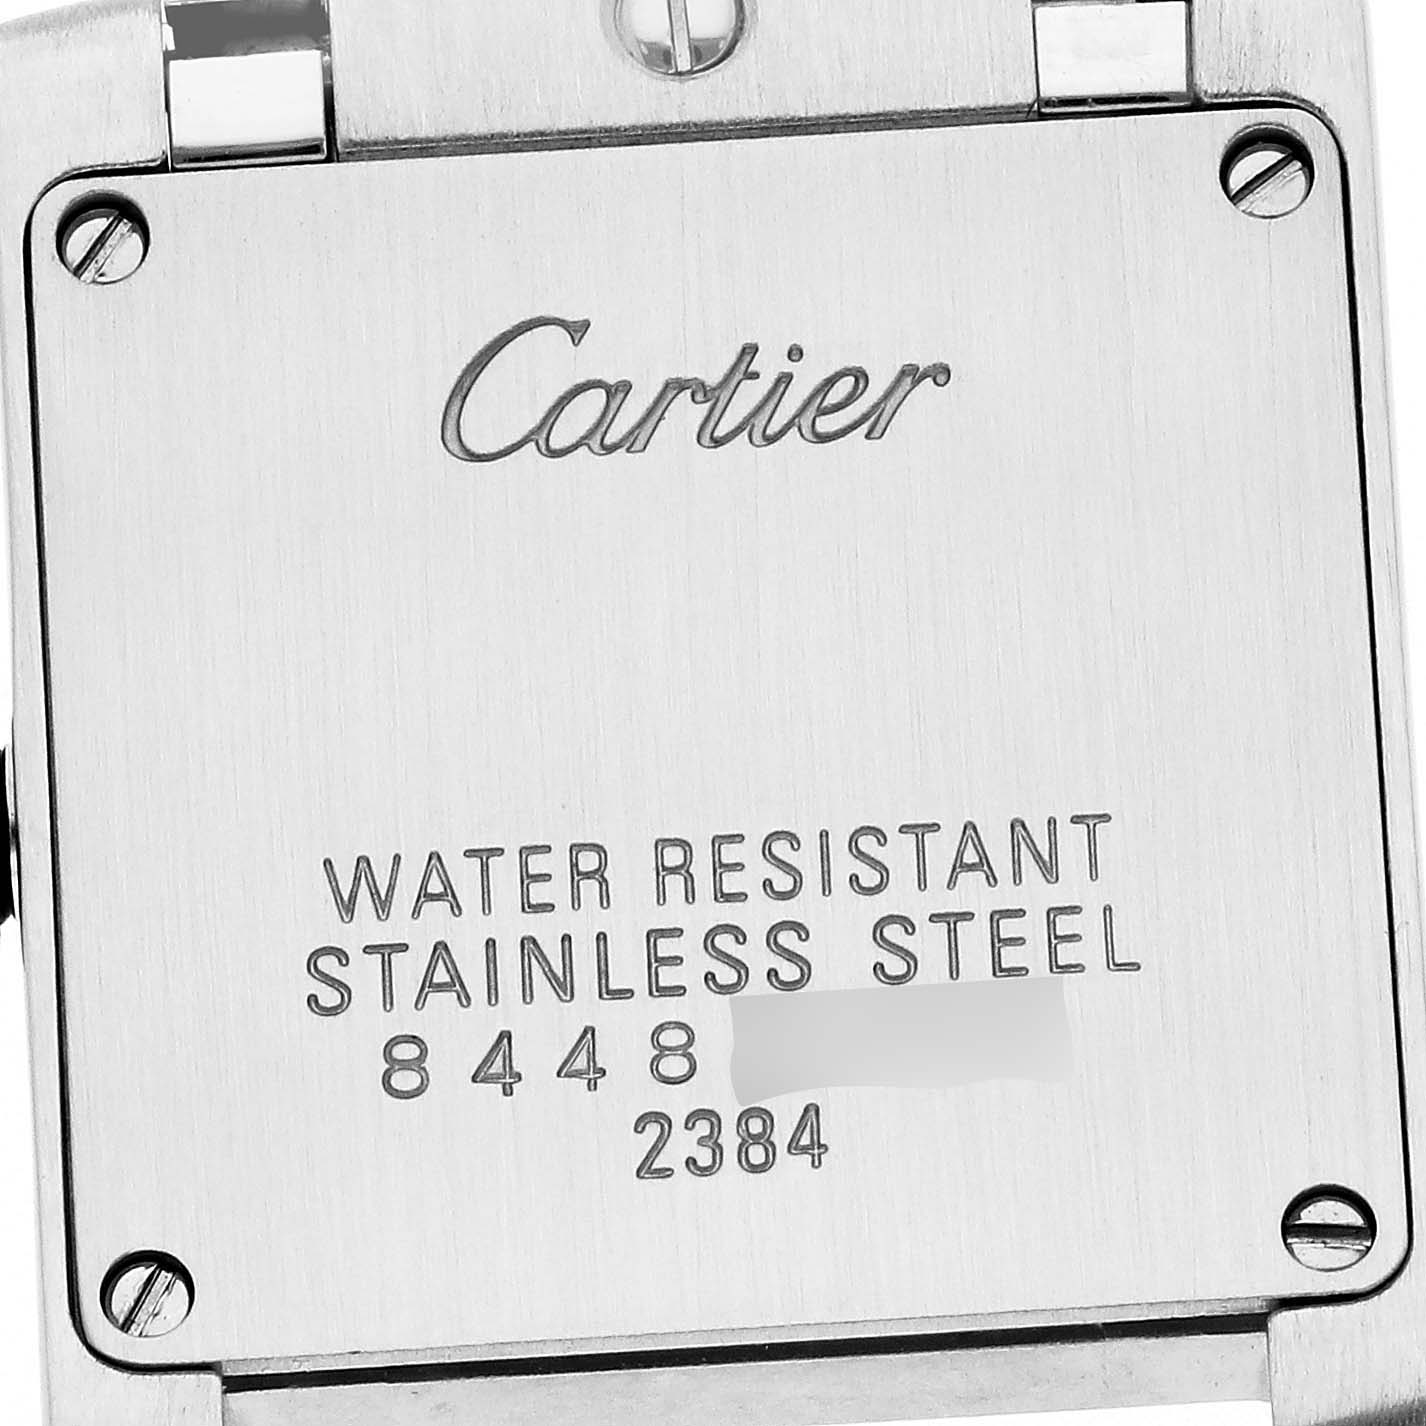 Cartier
WATER RESISTANT
STAINLESS STEEL
8448
2384